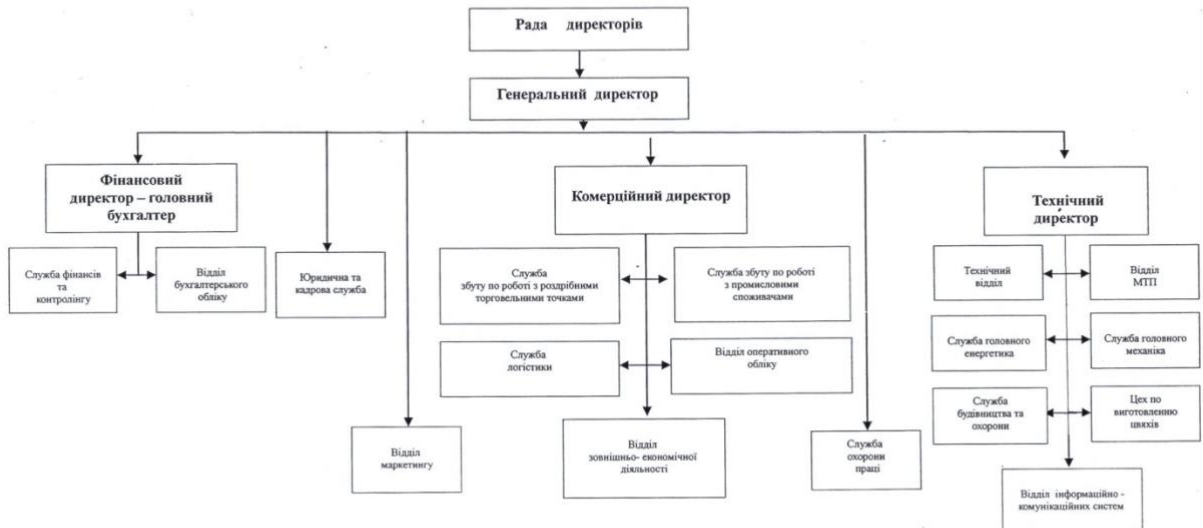 Рада директорів
Генеральний директор
Фінансовий
директор – головний
бухгалтер
Комерційний директор
Технічний
директор
Служба фінансів
та
контролінгу
Відділ
бухгалтерського
обліку
Юридична та
кадрова служба
Служба
збуту по роботі з роздрібними
торговельними точками
Служба збуту по роботі
з промисловими
споживачами
Технічний
відділ
Відділ
МТП
Служба
логістики
Відділ оперативного
обліку
Служба головного
енергетика
Служба головного
механіка
Служба
будівництва та
охорони
Цех по
виготовленню
цвяхів
Відділ
маркетингу
Відділ
зовнішньо- економічної
діяльності
Служба
охорони
праці
Відділ інформаційно -
комунікаційних систем